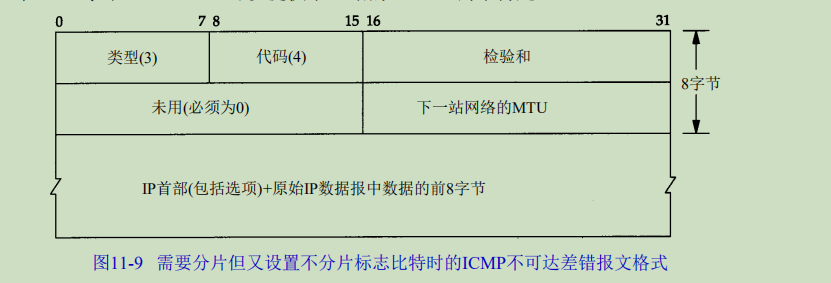 0 7 8 15 16 31
类型(3) 代码(4) 检验和
8字节
未用(必须为0) 下一站网络的MTU
IP首部(包括选项)+原始IP数据报中数据的前8字节
图11-9 需要分片但又设置不分片标志比特时的ICMP不可达差错报文格式